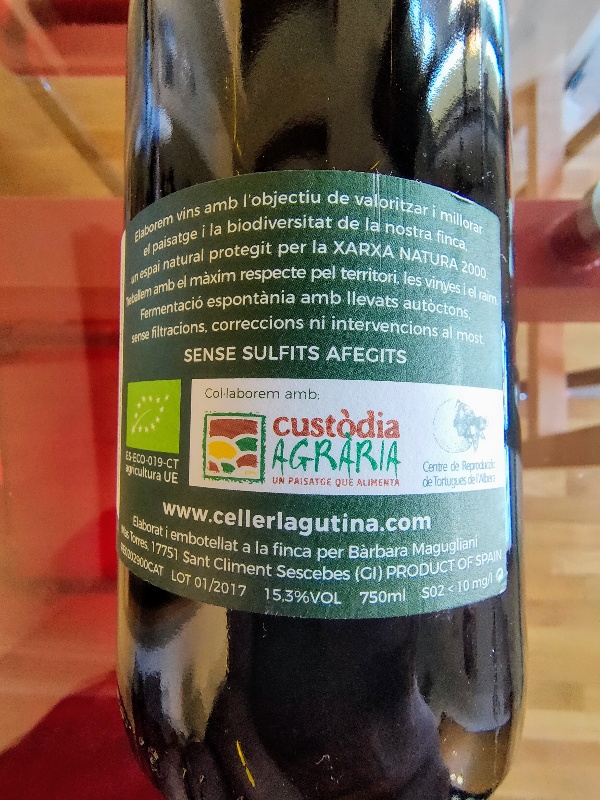 Elaborem vins amb l'objectiu de valoritzar i millorar
el paisatge i la biodiversitat de la nostra finca,
un espai natural protegit per la XARXA NATURA 2000.
Treballem amb el màxim respecte pel territori, les vinyes i el raïm.
Fermentació espontània amb llevats autòctons,
sense filtracions, correccions ni intervencions al most.
SENSE SULFITS AFEGITS
Col·laborem amb:
custòdia
AGRÀRIA
UN PAISATGE QUE ALIMENTA
Centre de Reproducció
de Tortugues de l'Albera
ES-ECO-019-CT
agricultura UE
www.cellerlagutina.com
Elaborat i embotellat a la finca per Bàrbara Magugliani
Mas Torres, 17751 Sant Climent Sescebes (GI) PRODUCT OF SPAIN
LOT 01/2017 15,3%VOL 750ml SO2 < 10 mg/l